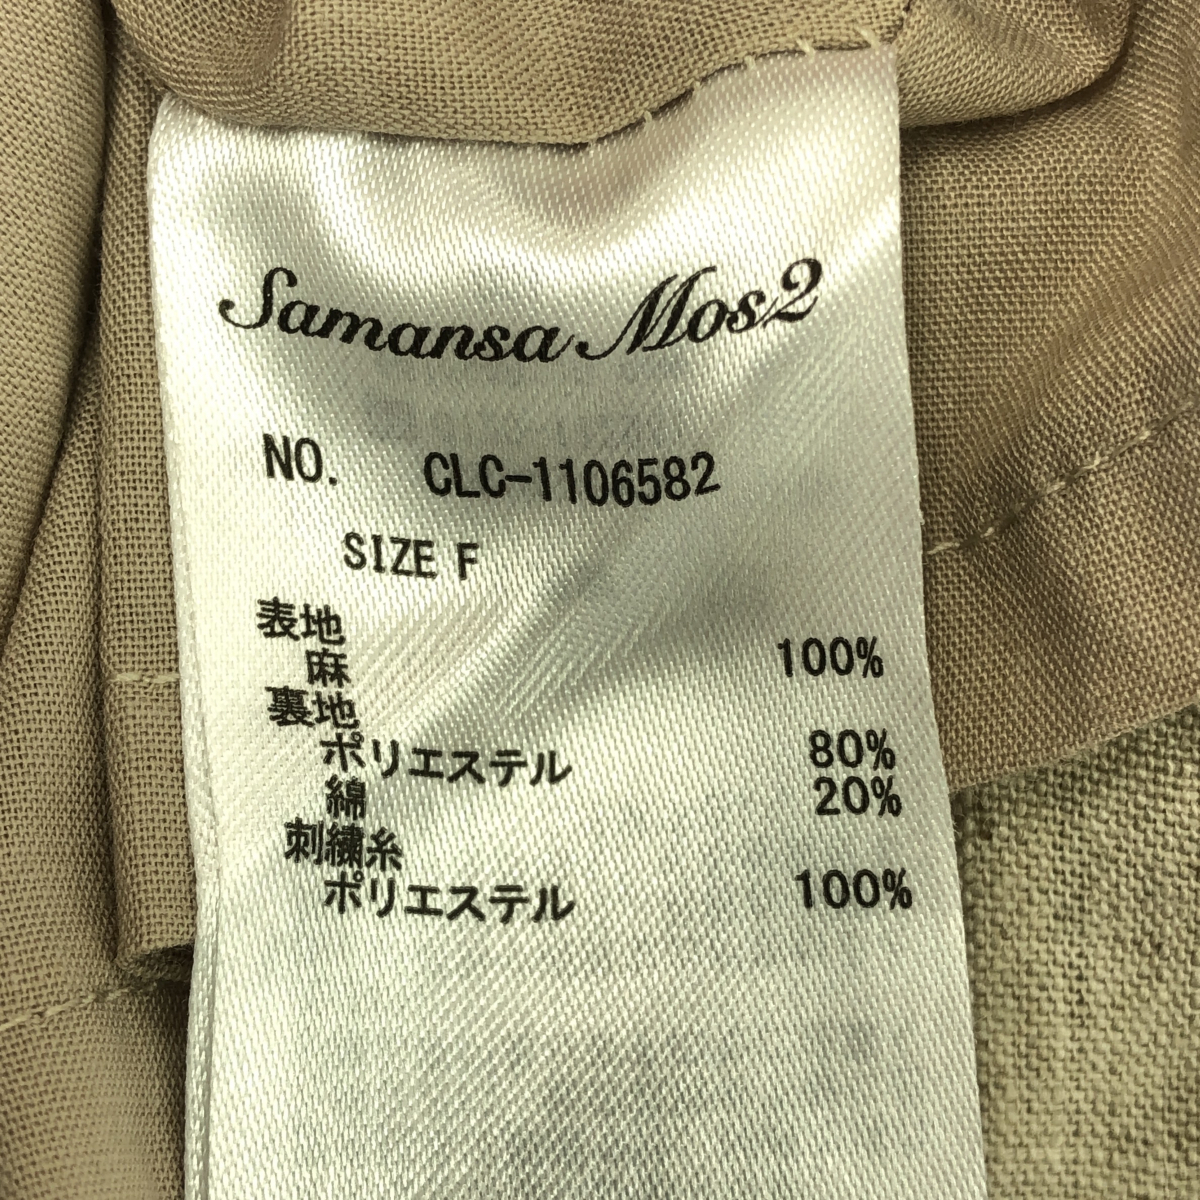 Samansa Mos2
NO. CLC-1106582
SIZE F
表地
麻 100%
裏地
ポリエステル 80%
綿 20%
刺繍糸
ポリエステル 100%